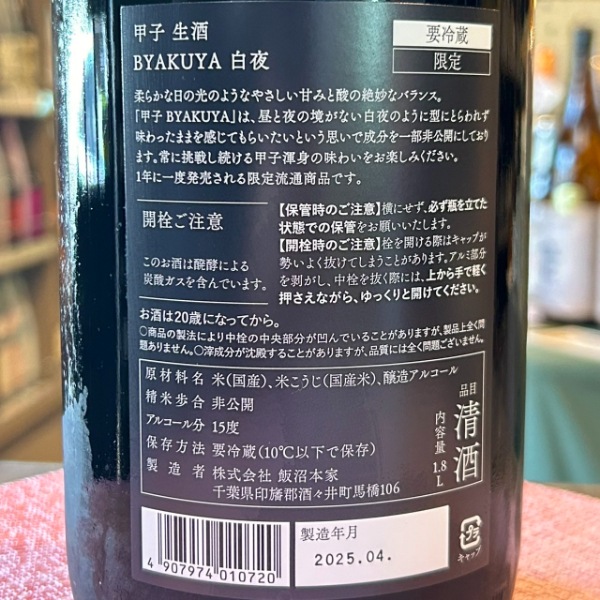 甲子 生酒
BYAKUYA 白夜
要冷蔵
限定
柔らかな日の光のようなやさしい甘みと酸の絶妙なバランス。
「甲子 BYAKUYA」は、昼と夜の境がない白夜のように型にとらわれず
味わったままを感じてもらいたいという思いで成分を一部非公開にしており
ます。常に挑戦し続ける甲子渾身の味わいをお楽しみください。
1年に一度発売される限定流通商品です。
開栓ご注意
このお酒は醗酵による
炭酸ガスを含んでいます。
【保管時のご注意】横にせず、必ず瓶を立てた
状態での保管をお願いいたします。
【開栓時のご注意】栓を開ける際はキャップが
勢いよく抜けてしまうことがあります。アルミ部分
を剥がし、中栓を抜く際には、上から手で軽く
押さえながら、ゆっくりと開けてください。
お酒は20歳になってから。
○商品の製法により中栓の中央部分が凹んでいることがありますが、製品上全く問
題ありません。○滓成分が沈殿することがありますが、品質には全く問題ございません。
原材料名 米(国産)、米こうじ(国産米)、醸造アルコール
精米歩合 非公開
アルコール分 15度
保存方法 要冷蔵(10℃以下で保存)
製造者 株式会社 飯沼本家
千葉県印旛郡酒々井町馬橋106
品目
清酒
内容量 1.8L
4 907974 010720
製造年月
2025.04.
プラ
キャップ